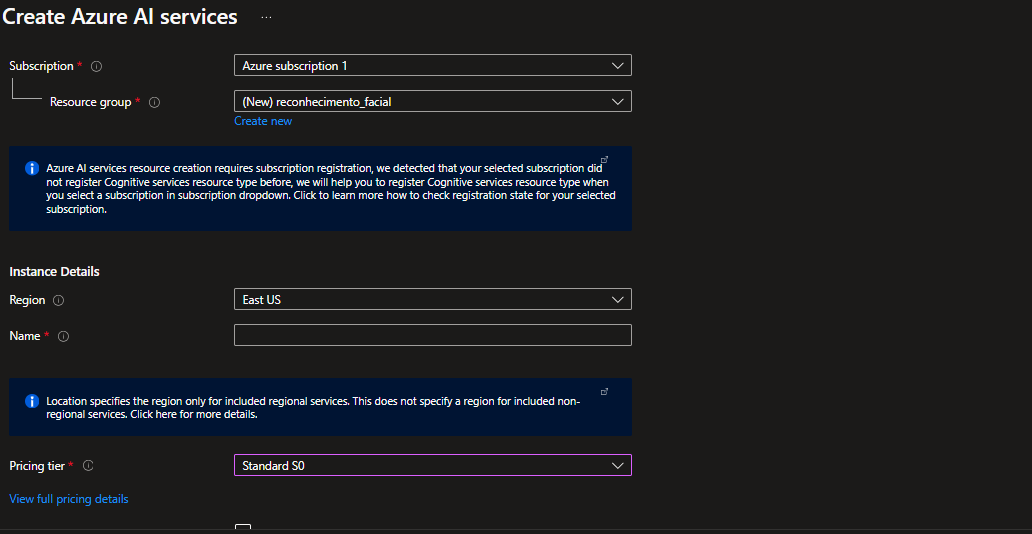 Create Azure AI services ...
Subscription * Azure subscription 1
Resource group * (New) reconhecimento_facial
Create new
Azure AI services resource creation requires subscription registration, we detected that your selected subscription did
not register Cognitive services resource type before, we will help you to register Cognitive services resource type when
you select a subscription in subscription dropdown. Click to learn more how to check registration state for your selected
subscription.
Instance Details
Region East US
Name *
Location specifies the region only for included regional services. This does not specify a region for included non-
regional services. Click here for more details.
Pricing tier * Standard S0
View full pricing details